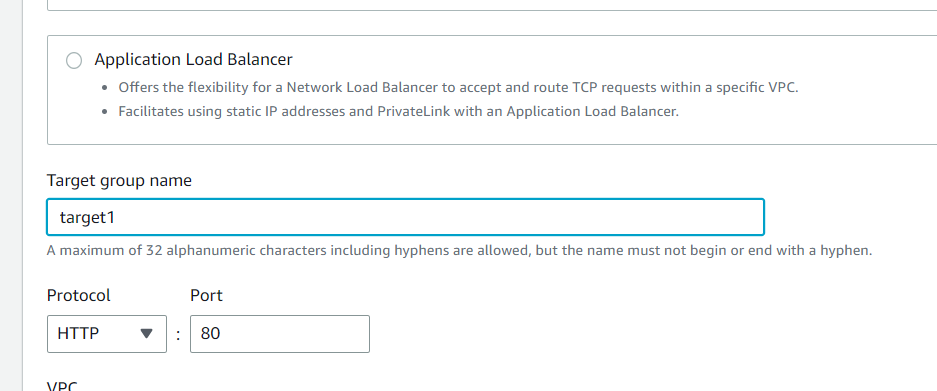 Application Load Balancer
• Offers the flexibility for a Network Load Balancer to accept and route TCP requests within a specific VPC.
• Facilitates using static IP addresses and PrivateLink with an Application Load Balancer.
Target group name
target1
A maximum of 32 alphanumeric characters including hyphens are allowed, but the name must not begin or end with a hyphen.
Protocol Port
HTTP : 80
VPC